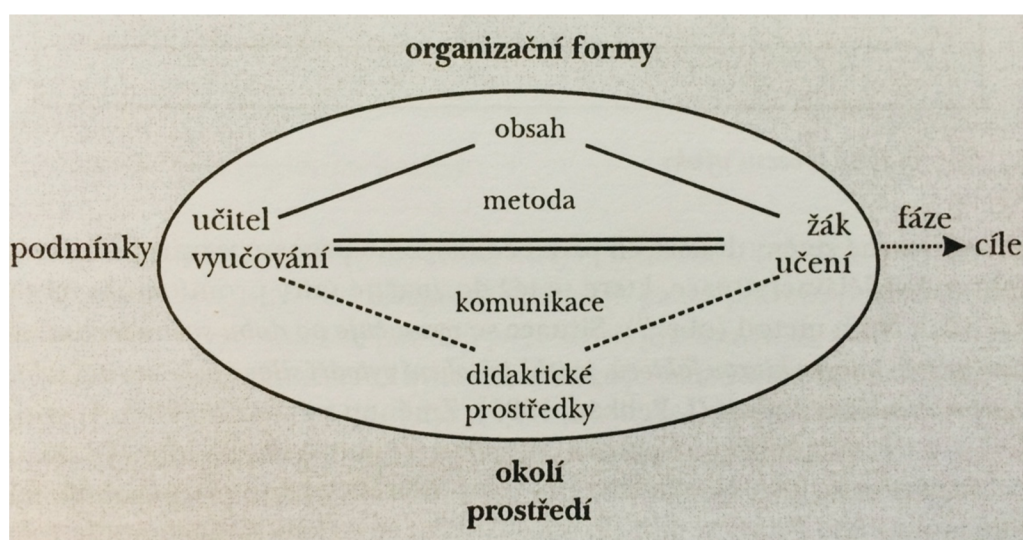 organizační formy
obsah
metoda
učitel
vyučování
žák
učení
podmínky
fáze
cíle
komunikace
didaktické
prostředky
okolí
prostředí